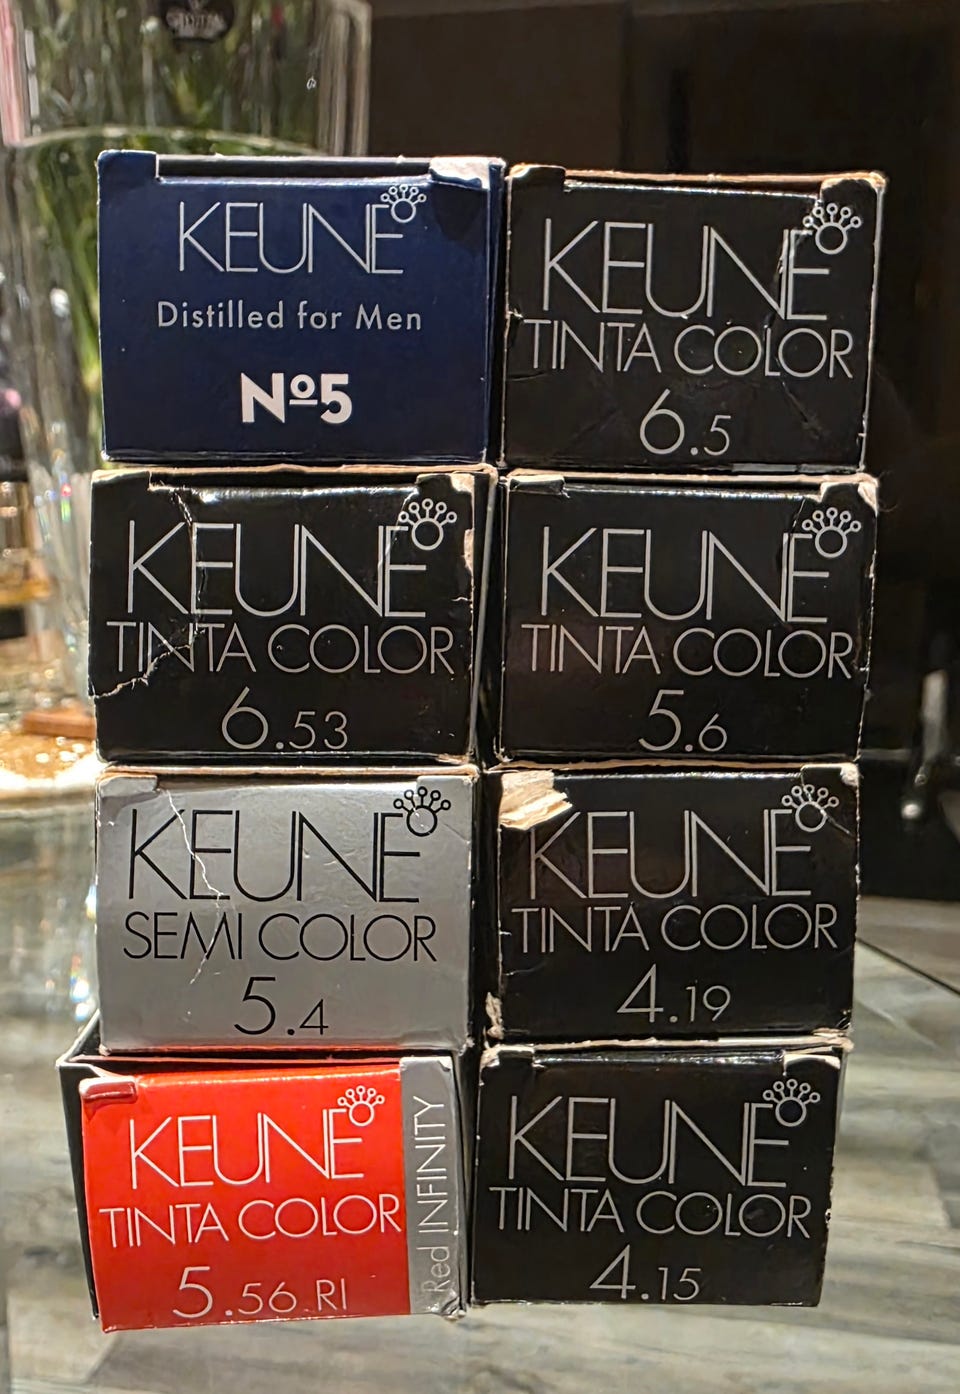 KEUNE
Distilled for Men
Nº5
KEUNE
TINTA COLOR
6.5
KEUNE
TINTA COLOR
6.53
KEUNE
TINTA COLOR
5.6
KEUNE
SEMI COLOR
5.4
KEUNE
TINTA COLOR
4.19
KEUNE
TINTA COLOR
5.56 RI
Red INFINITY
KEUNE
TINTA COLOR
4.15